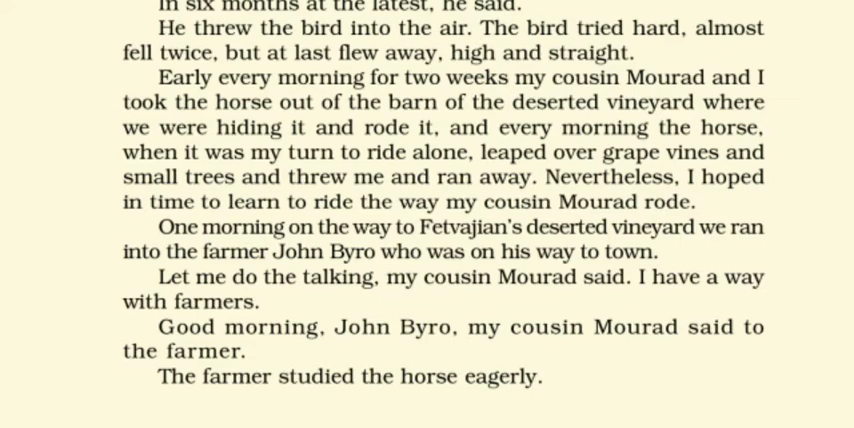 in six months at the latest, he said.
He threw the bird into the air. The bird tried hard, almost
fell twice, but at last flew away, high and straight.
Early every morning for two weeks my cousin Mourad and I
took the horse out of the barn of the deserted vineyard where
we were hiding it and rode it, and every morning the horse,
when it was my turn to ride alone, leaped over grape vines and
small trees and threw me and ran away. Nevertheless, I hoped
in time to learn to ride the way my cousin Mourad rode.
One morning on the way to Fetvajian's deserted vineyard we ran
into the farmer John Byro who was on his way to town.
Let me do the talking, my cousin Mourad said. I have a way
with farmers.
Good morning, John Byro, my cousin Mourad said to
the farmer.
The farmer studied the horse eagerly.